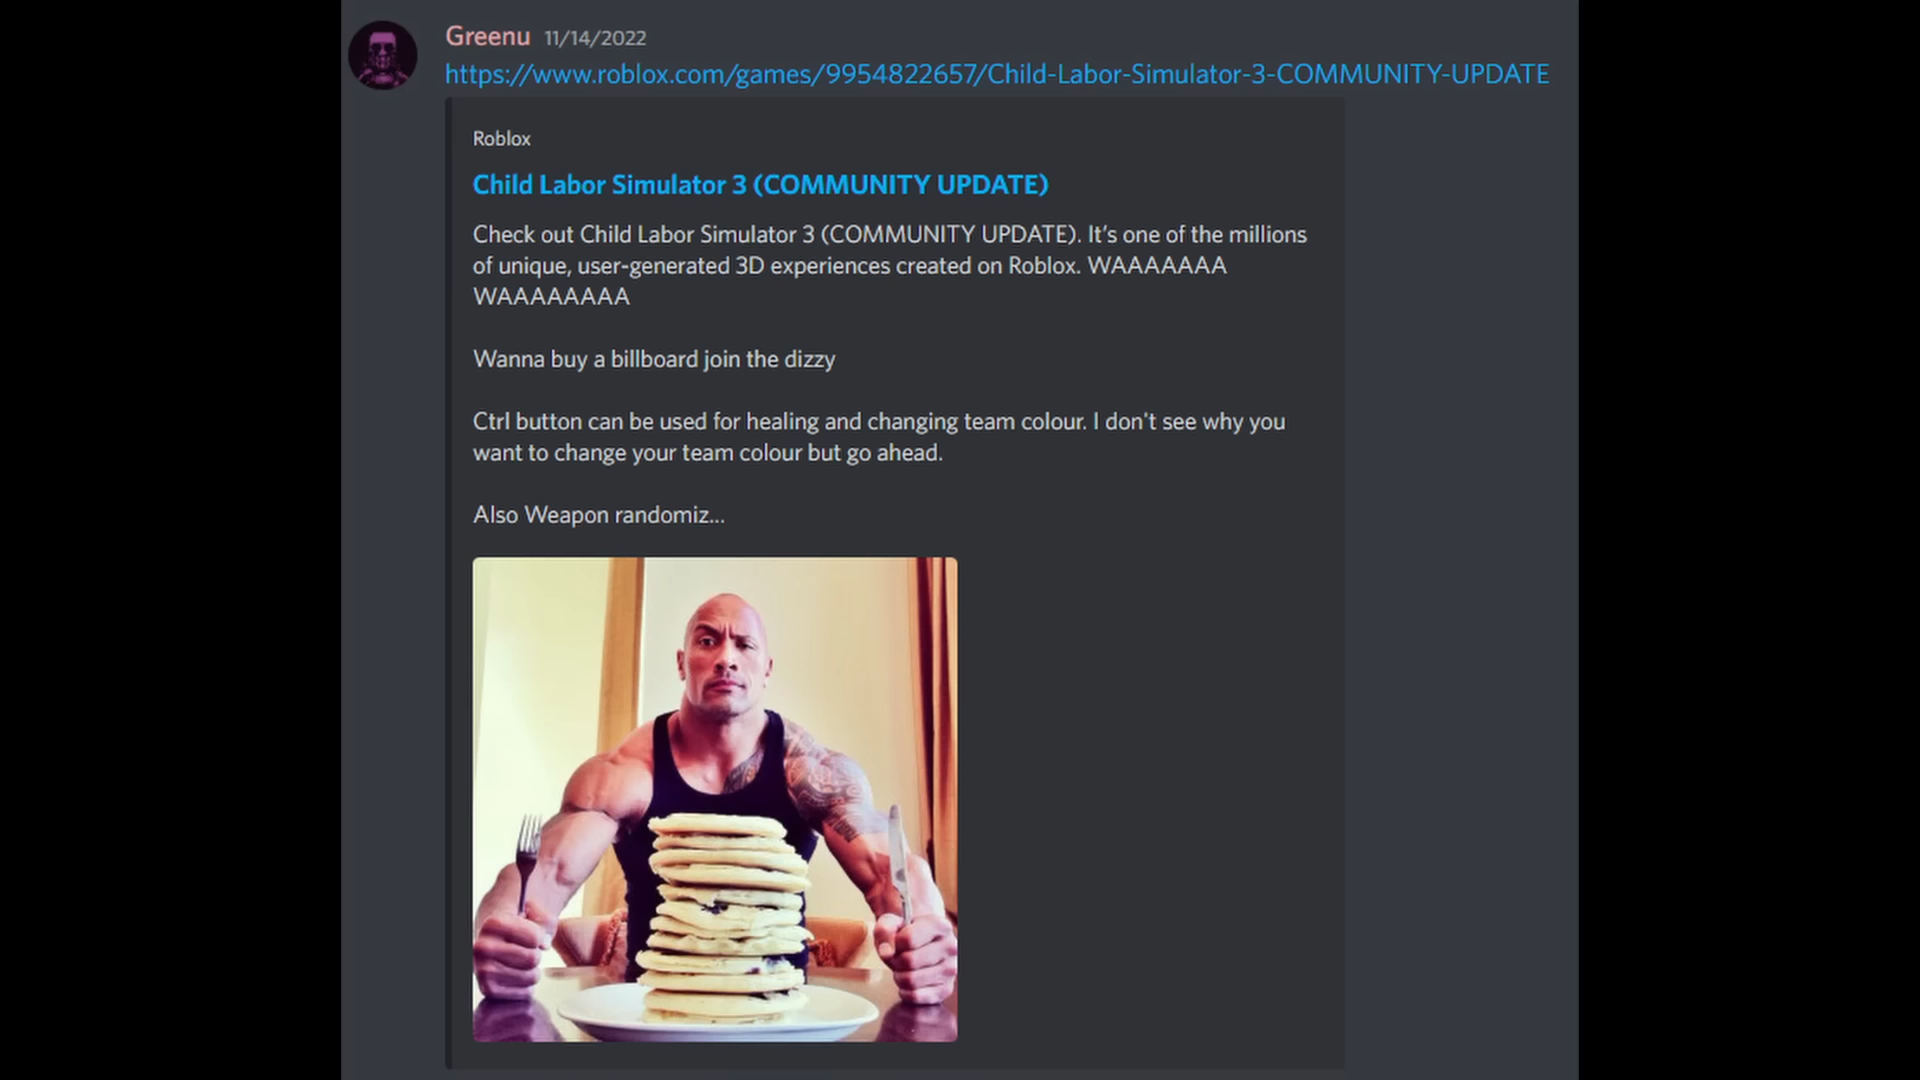 Greenu 11/14/2022
https://www.roblox.com/games/9954822657/Child-Labor-Simulator-3-COMMUNITY-UPDATE
Roblox
Child Labor Simulator 3 (COMMUNITY UPDATE)
Check out Child Labor Simulator 3 (COMMUNITY UPDATE). It’s one of the millions
of unique, user-generated 3D experiences created on Roblox. WAAAAAAA
WAAAAAAAA
Wanna buy a billboard join the dizzy
Ctrl button can be used for healing and changing team colour. I don't see why you
want to change your team colour but go ahead.
Also Weapon randomiz...